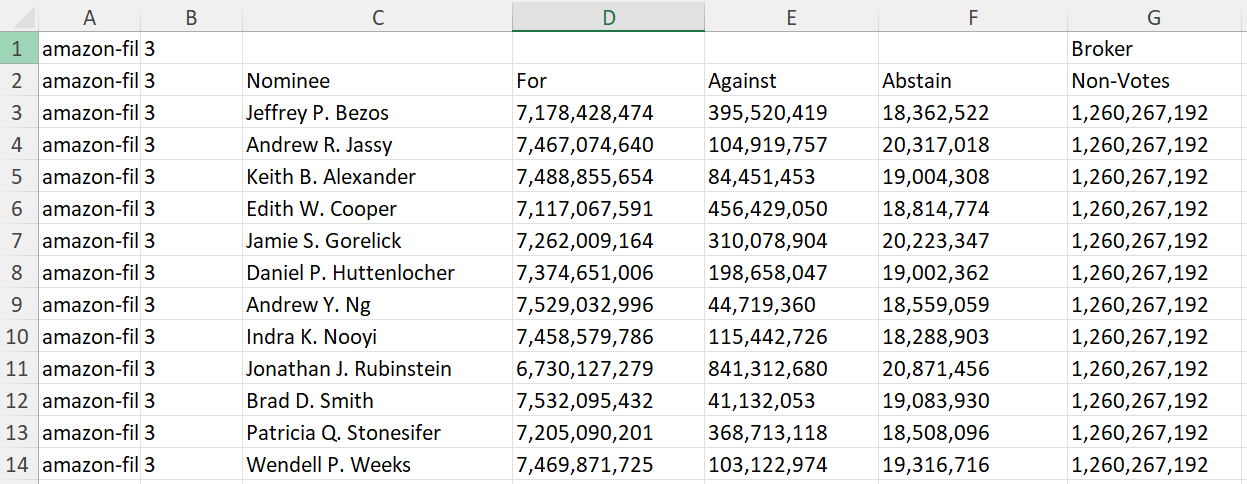 A B C D E F G
1 amazon-fil 3 Broker
2 amazon-fil 3 Nominee For Against Abstain Non-Votes
3 amazon-fil 3 Jeffrey P. Bezos 7,178,428,474 395,520,419 18,362,522 1,260,267,192
4 amazon-fil 3 Andrew R. Jassy 7,467,074,640 104,919,757 20,317,018 1,260,267,192
5 amazon-fil 3 Keith B. Alexander 7,488,855,654 84,451,453 19,004,308 1,260,267,192
6 amazon-fil 3 Edith W. Cooper 7,117,067,591 456,429,050 18,814,774 1,260,267,192
7 amazon-fil 3 Jamie S. Gorelick 7,262,009,164 310,078,904 20,223,347 1,260,267,192
8 amazon-fil 3 Daniel P. Huttenlocher 7,374,651,006 198,658,047 19,002,362 1,260,267,192
9 amazon-fil 3 Andrew Y. Ng 7,529,032,996 44,719,360 18,559,059 1,260,267,192
10 amazon-fil 3 Indra K. Nooyi 7,458,579,786 115,442,726 18,288,903 1,260,267,192
11 amazon-fil 3 Jonathan J. Rubinstein 6,730,127,279 841,312,680 20,871,456 1,260,267,192
12 amazon-fil 3 Brad D. Smith 7,532,095,432 41,132,053 19,083,930 1,260,267,192
13 amazon-fil 3 Patricia Q. Stonesifer 7,205,090,201 368,713,118 18,508,096 1,260,267,192
14 amazon-fil 3 Wendell P. Weeks 7,469,871,725 103,122,974 19,316,716 1,260,267,192